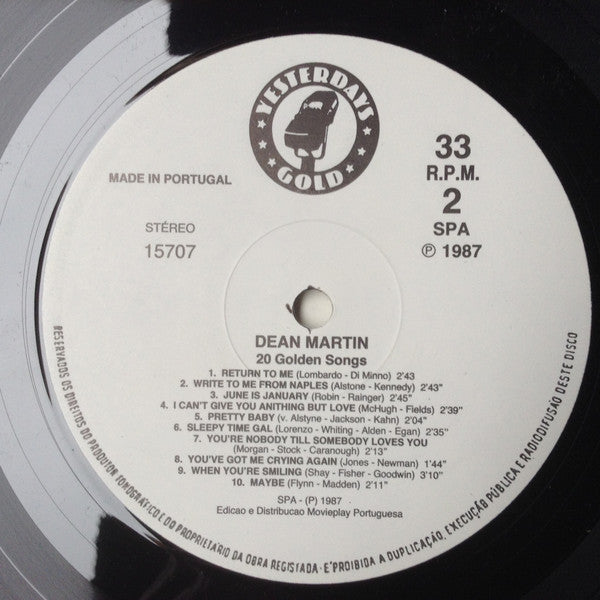 YESTERDAYS
GOLD
MADE IN PORTUGAL
STÉREO
15707
33
R.P.M.
2
SPA
℗ 1987
DEAN MARTIN
20 Golden Songs
1. RETURN TO ME (Lombardo - Di Minno) 2'43
2. WRITE TO ME FROM NAPLES (Alstone - Kennedy) 2'43"
3. JUNE IS JANUARY (Robin - Rainger) 2'45"
4. I CAN'T GIVE YOU ANITHING BUT LOVE (McHugh - Fields) 2'39"
5. PRETTY BABY (v. Alstyne - Jackson - Kahn) 2'04"
6. SLEEPY TIME GAL (Lorenzo - Whiting - Alden - Egan) 2'35"
7. YOU'RE NOBODY TILL SOMEBODY LOVES YOU
(Morgan - Stock - Caranough) 2'13"
8. YOU'VE GOT ME CRYING AGAIN (Jones - Newman) 1'44"
9. WHEN YOU'RE SMILING (Shay - Fisher - Goodwin) 3'10"
10. MAYBE (Flynn - Madden) 2'11"
SPA - (P) 1987
Edicao e Distribucao Movieplay Portuguesa
RESERVADOS OS DIREITOS DO PRODUTOR FONOGRÁFICO E DO PROPRIETÁRIO DA OBRA REGISTADA - É PROIBIDA A DUPLICAÇÃO, EXECUÇÃO PÚBLICA E RADIODIFUSÃO DESTE DISCO